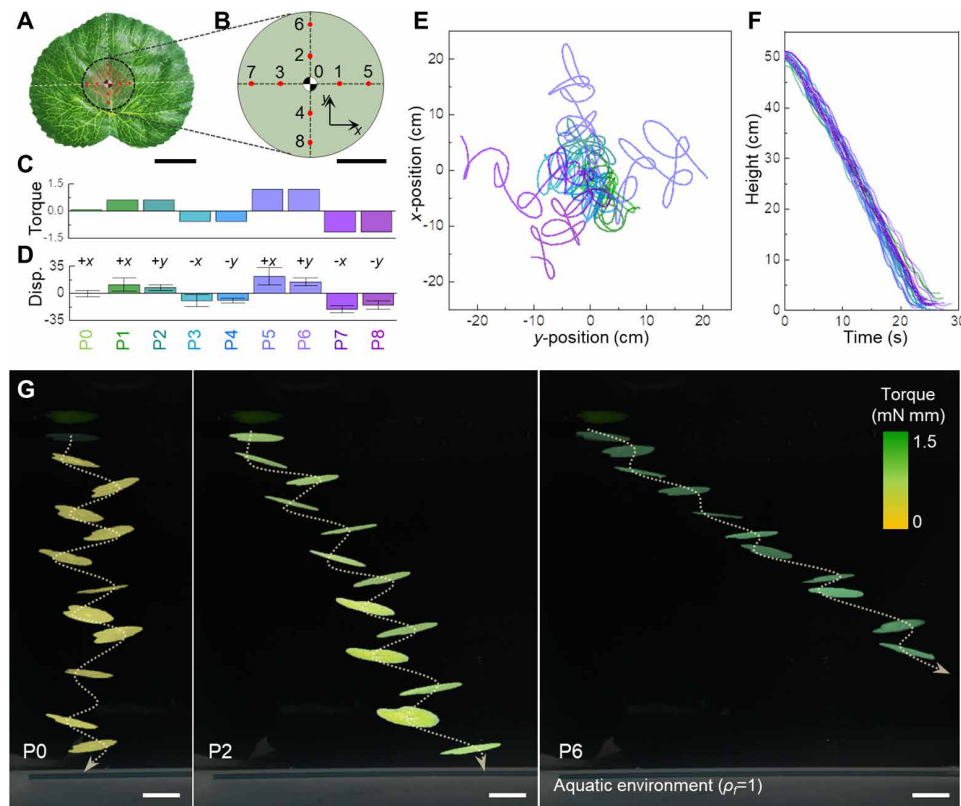 A
B
6
2
7
3
0
1
5
4
8
y
x
C
Torque
1.5
0.0
-1.5
D
Disp.
35
0
-35
+x
+x
+y
-x
-y
+x
+y
-x
-y
P0
P1
P2
P3
P4
P5
P6
P7
P8
E
x-position (cm)
20
10
0
-10
-20
-20
-10
0
10
20
y-position (cm)
F
Height (cm)
50
40
30
20
10
0
0
10
20
30
Time (s)
G
Torque
(mN mm)
1.5
0
P0
P2
P6
Aquatic environment (ρr=1)